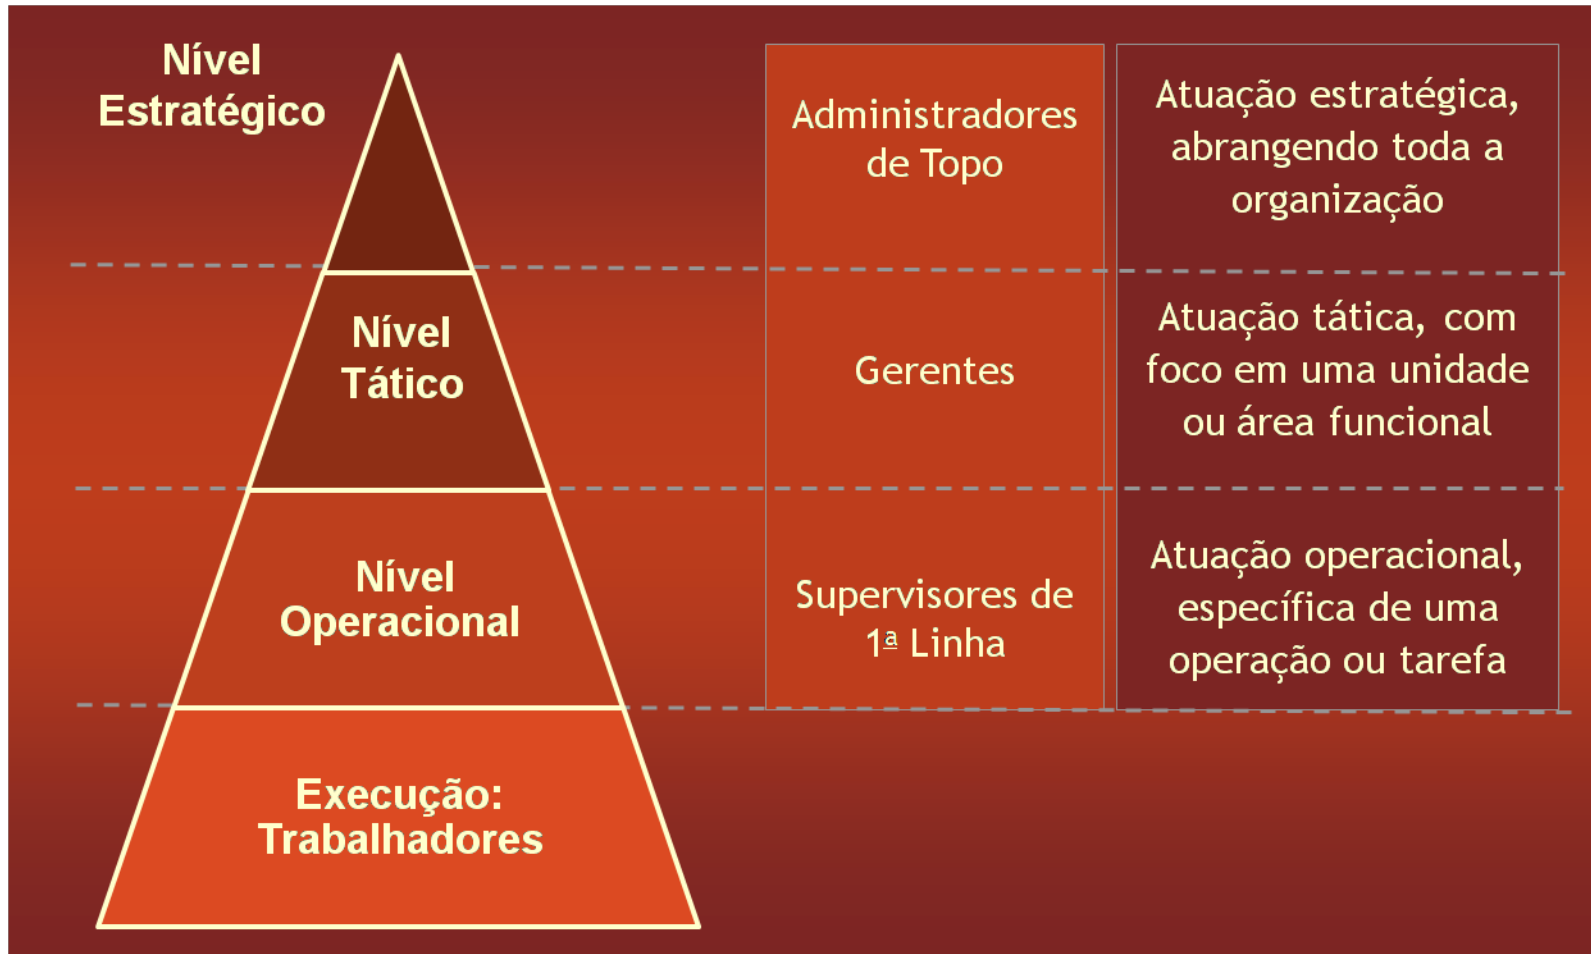 Nível
Estratégico
Administradores
de Topo
Atuação estratégica,
abrangendo toda a
organização
Nível
Tático
Gerentes
Atuação tática, com
foco em uma unidade
ou área funcional
Nível
Operacional
Supervisores de
1ª Linha
Atuação operacional,
específica de uma
operação ou tarefa
Execução:
Trabalhadores